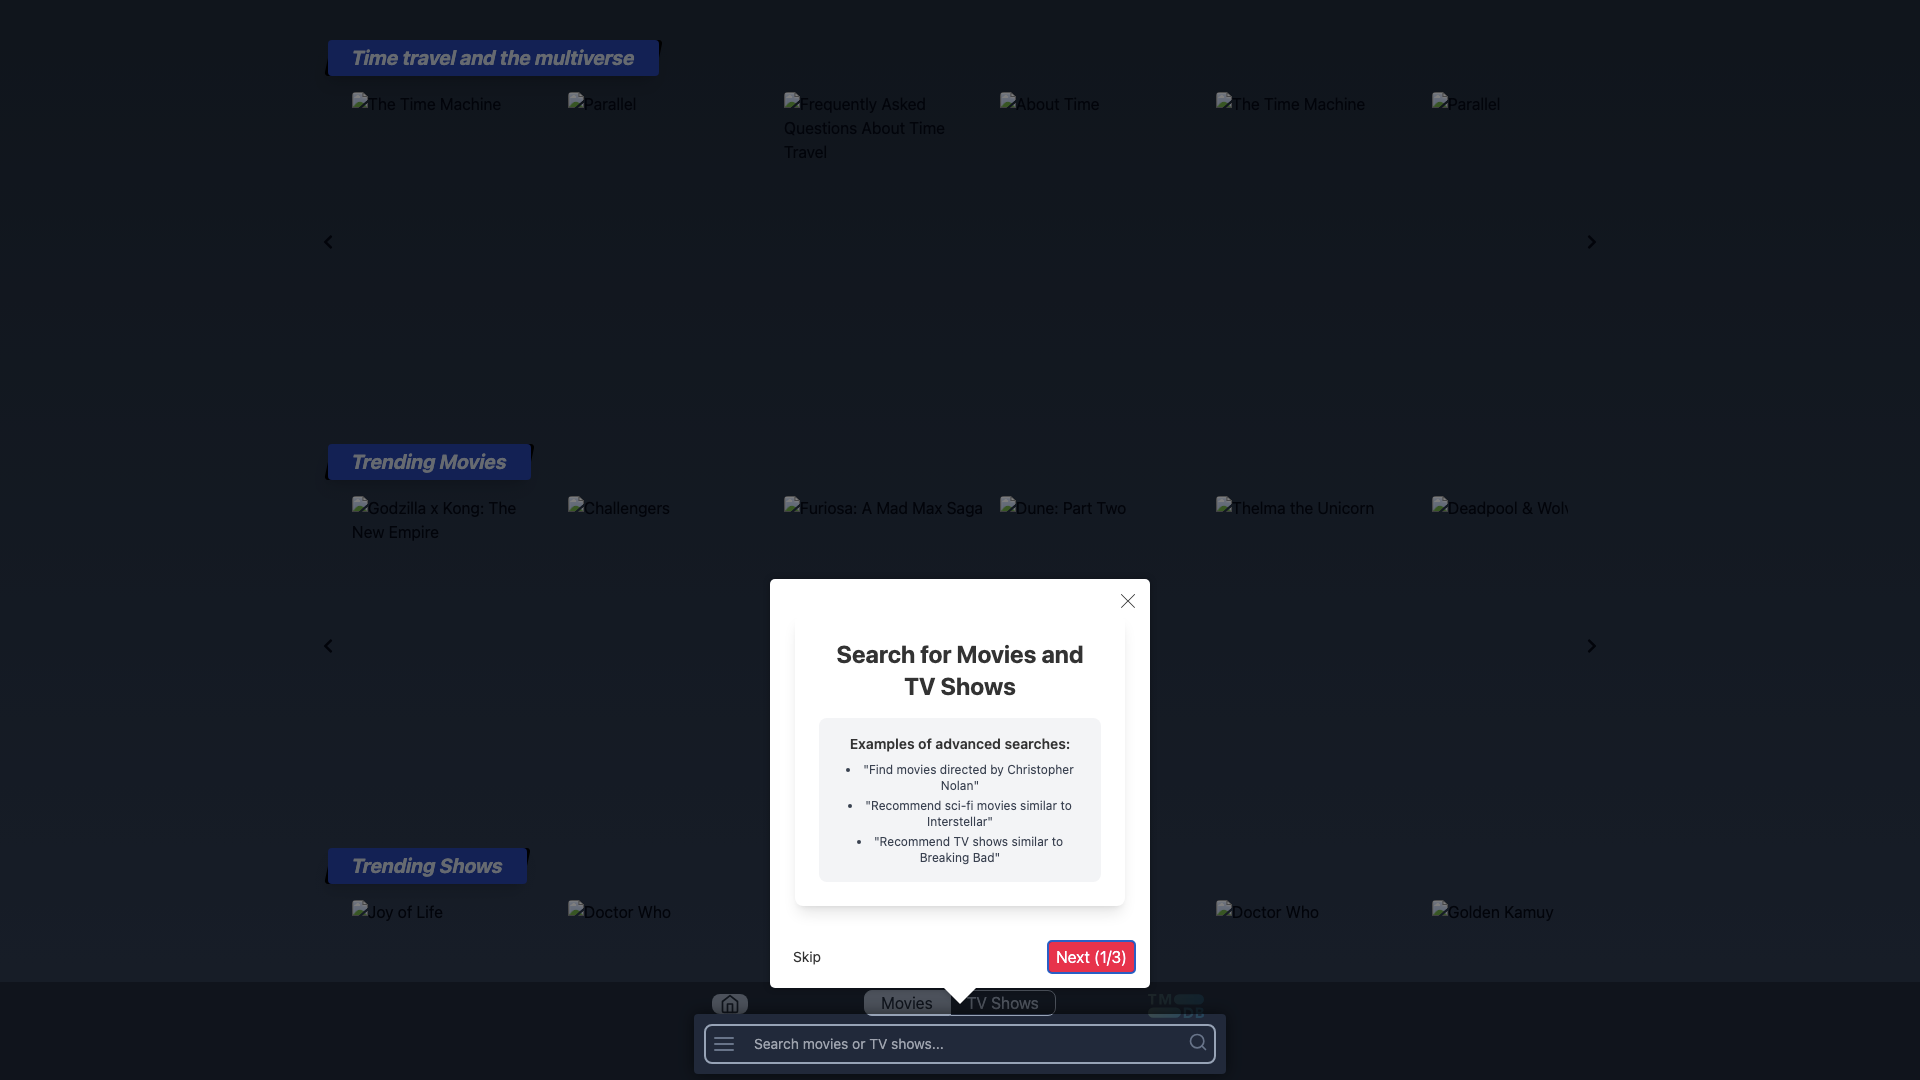 Time travel and the multiverse
The Time Machine
Parallel
Frequently Asked
Questions About Time
Travel
About Time
The Time Machine
Parallel
Trending Movies
Godzilla x Kong: The
New Empire
Challengers
Furiosa: A Mad Max Saga
Dune: Part Two
Thelma the Unicorn
Deadpool & Wolv
Search for Movies and
TV Shows
Examples of advanced searches:
"Find movies directed by Christopher
Nolan"
"Recommend sci-fi movies similar to
Interstellar"
"Recommend TV shows similar to
Breaking Bad"
Skip
Next (1/3)
Trending Shows
Joy of Life
Doctor Who
Doctor Who
Golden Kamuy
Movies
TV Shows
TM
DB
Search movies or TV shows...